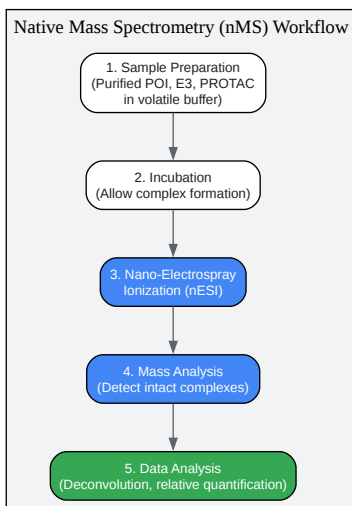 Native Mass Spectrometry (nMS) Workflow
1. Sample Preparation
(Purified POI, E3, PROTAC
in volatile buffer)
2. Incubation
(Allow complex formation)
3. Nano-Electrospray
Ionization (nESI)
4. Mass Analysis
(Detect intact complexes)
5. Data Analysis
(Deconvolution, relative quantification)